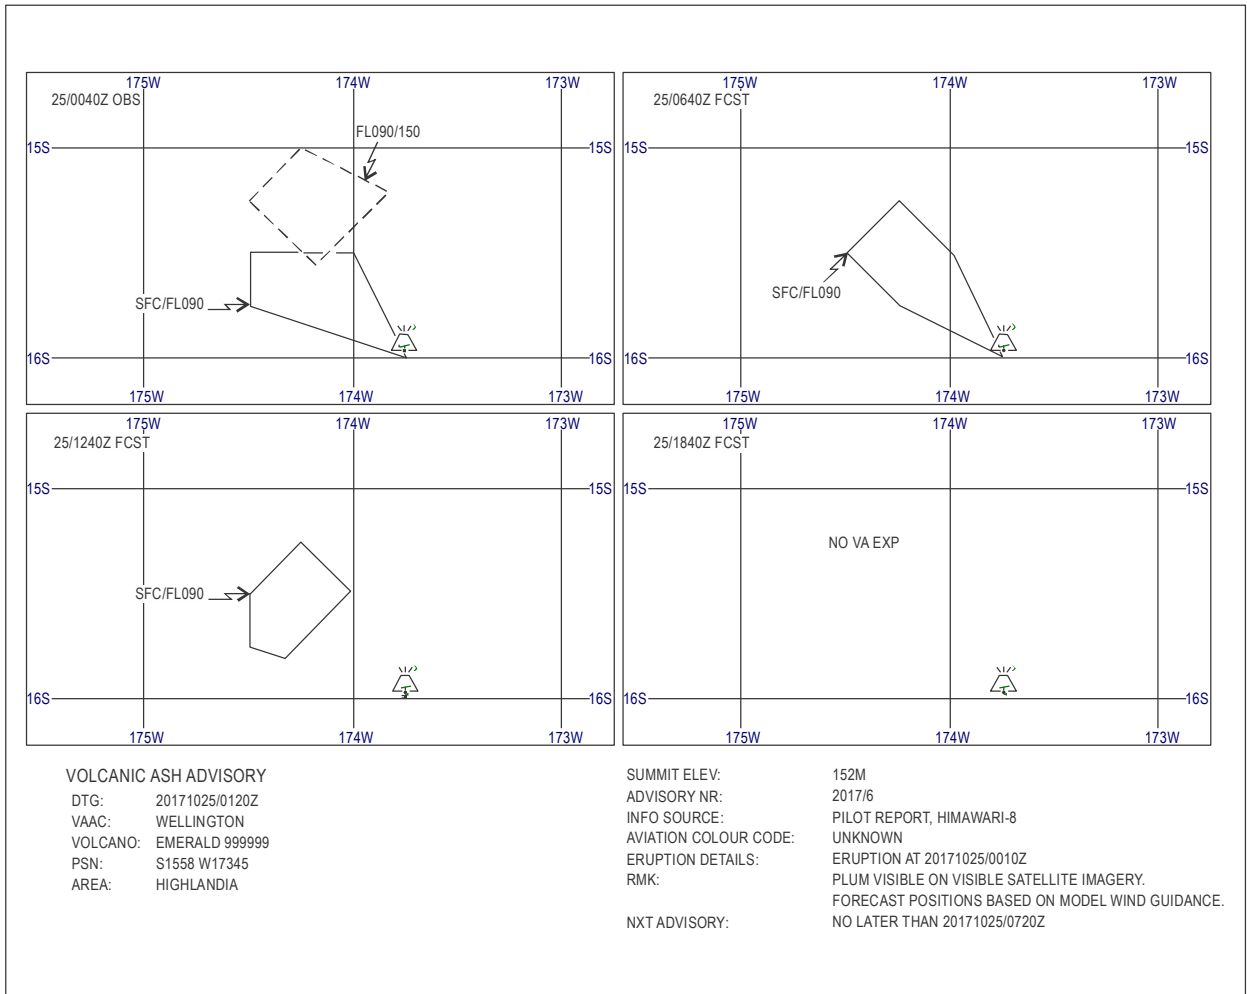 175W 174W 173W
25/0040Z OBS
FL090/150
15S 15S
SFC/FL090
16S 16S
175W 174W 173W
175W 174W 173W
25/0640Z FCST
15S 15S
SFC/FL090
16S 16S
175W 174W 173W
175W 174W 173W
25/1240Z FCST
15S 15S
SFC/FL090
16S 16S
175W 174W 173W
175W 174W 173W
25/1840Z FCST
15S 15S
NO VA EXP
16S 16S
175W 174W 173W
VOLCANIC ASH ADVISORY
DTG: 20171025/0120Z
VAAC: WELLINGTON
VOLCANO: EMERALD 999999
PSN: S1558 W17345
AREA: HIGHLANDIA
SUMMIT ELEV: 152M
ADVISORY NR: 2017/6
INFO SOURCE: PILOT REPORT, HIMAWARI-8
AVIATION COLOUR CODE: UNKNOWN
ERUPTION DETAILS: ERUPTION AT 20171025/0010Z
RMK: PLUM VISIBLE ON VISIBLE SATELLITE IMAGERY.
FORECAST POSITIONS BASED ON MODEL WIND GUIDANCE.
NXT ADVISORY: NO LATER THAN 20171025/0720Z